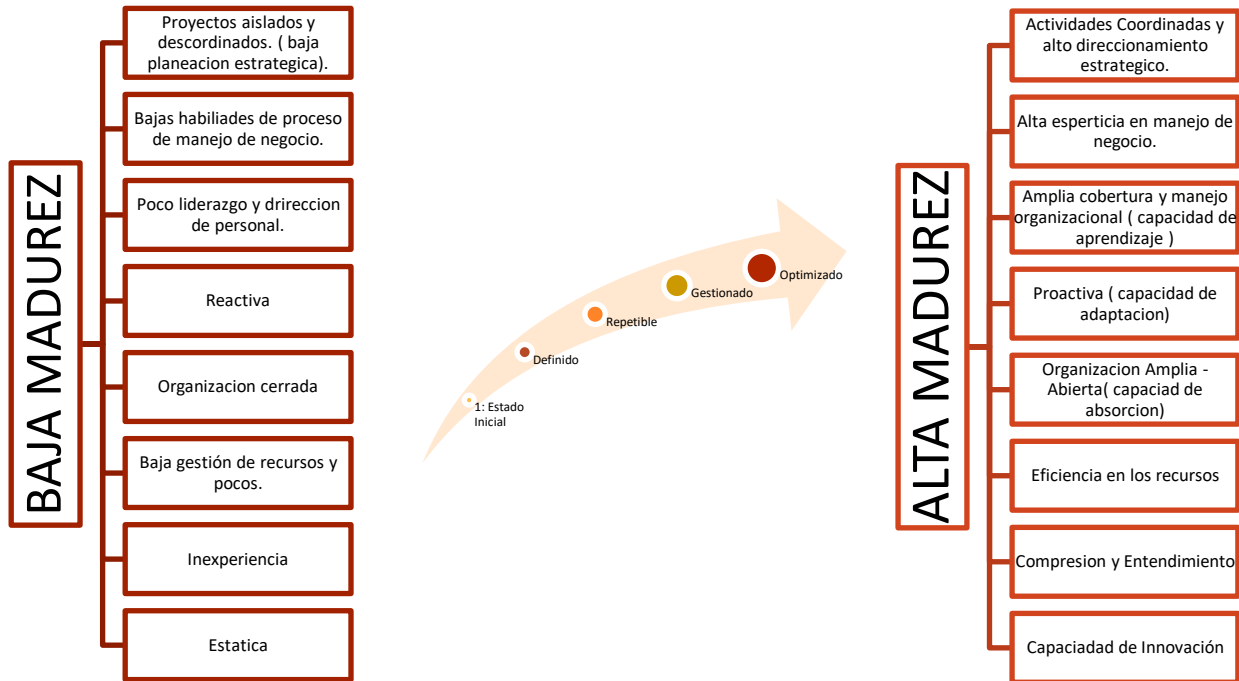 BAJA MADUREZ
Proyectos aislados y
descordinados. ( baja
planeacion estrategica).
Bajas habiliades de proceso
de manejo de negocio.
Poco liderazgo y drireccion
de personal.
Reactiva
Organizacion cerrada
Baja gestión de recursos y
pocos.
Inexperiencia
Estatica
1: Estado
Inicial
Definido
Repetible
Gestionado
Optimizado
ALTA MADUREZ
Actividades Coordinadas y
alto direccionamiento
estrategico.
Alta esperticia en manejo de
negocio.
Amplia cobertura y manejo
organizacional ( capacidad de
aprendizaje )
Proactiva ( capacidad de
adaptacion)
Organizacion Amplia -
Abierta( capaciad de
absorcion)
Eficiencia en los recursos
Compresion y Entendimiento
Capaciadad de Innovación